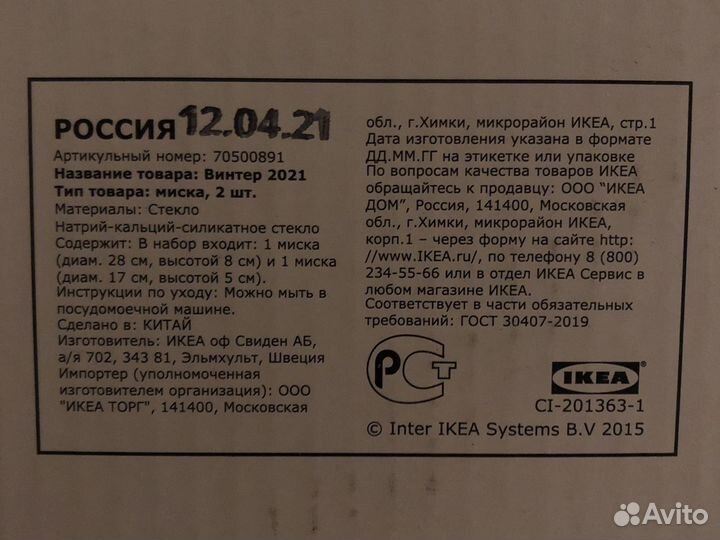 РОССИЯ 12.04.21
Артикульный номер: 70500891
Название товара: Винтер 2021
Тип товара: миска, 2 шт.
Материалы: Стекло
Натрий-кальций-силикатное стекло
Содержит: В набор входит: 1 миска
(диам. 28 см, высотой 8 см) и 1 миска
(диам. 17 см, высотой 5 см).
Инструкции по уходу: Можно мыть в
посудомоечной машине.
Сделано в: КИТАЙ
Изготовитель: ИКЕА оф Свиден АБ,
а/я 702, 343 81, Эльмхульт, Швеция
Импортер (уполномоченная
изготовителем организация): ООО
"ИКЕА ТОРГ", 141400, Московская
обл., г.Химки, микрорайон ИКЕА, стр.1
Дата изготовления указана в формате
ДД.ММ.ГГ на этикетке или упаковке
По вопросам качества товаров ИКЕА
обращайтесь к продавцу: ООО "ИКЕА
ДОМ", Россия, 141400, Московская
обл., г.Химки, микрорайон ИКЕА,
корп.1 – через форму на сайте http:
//www.IKEA.ru/, по телефону 8 (800)
234-55-66 или в отдел ИКЕА Сервис в
любом магазине ИКЕА.
Соответствует в части обязательных
требований: ГОСТ 30407-2019
РСТ
IKEA
CI-201363-1
© Inter IKEA Systems B.V 2015
Avito